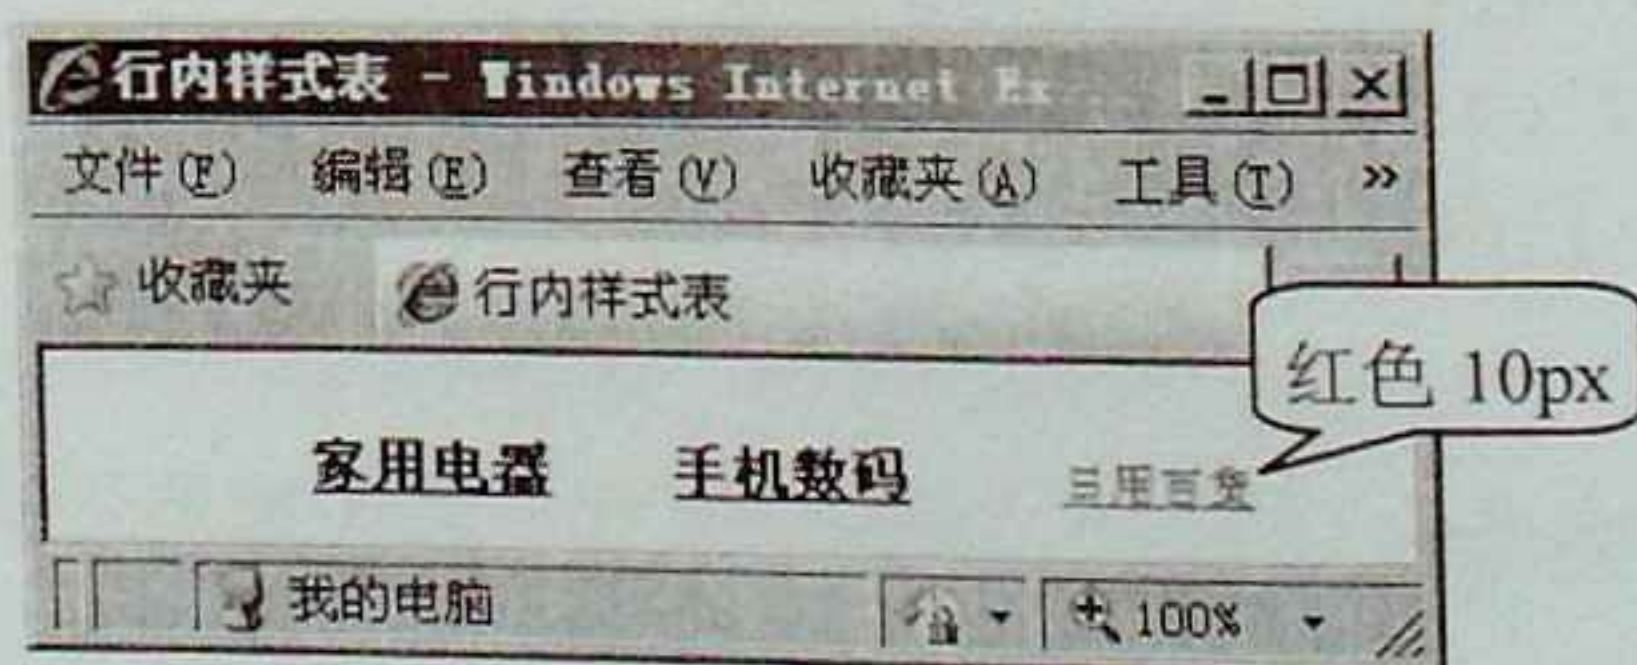 行内样式表 - Windows Internet Ex...
文件(F) 编辑(E) 查看(V) 收藏夹(A) 工具(T) »
收藏夹 行内样式表
红色 10px
家用电器 手机数码
我的电脑 100%